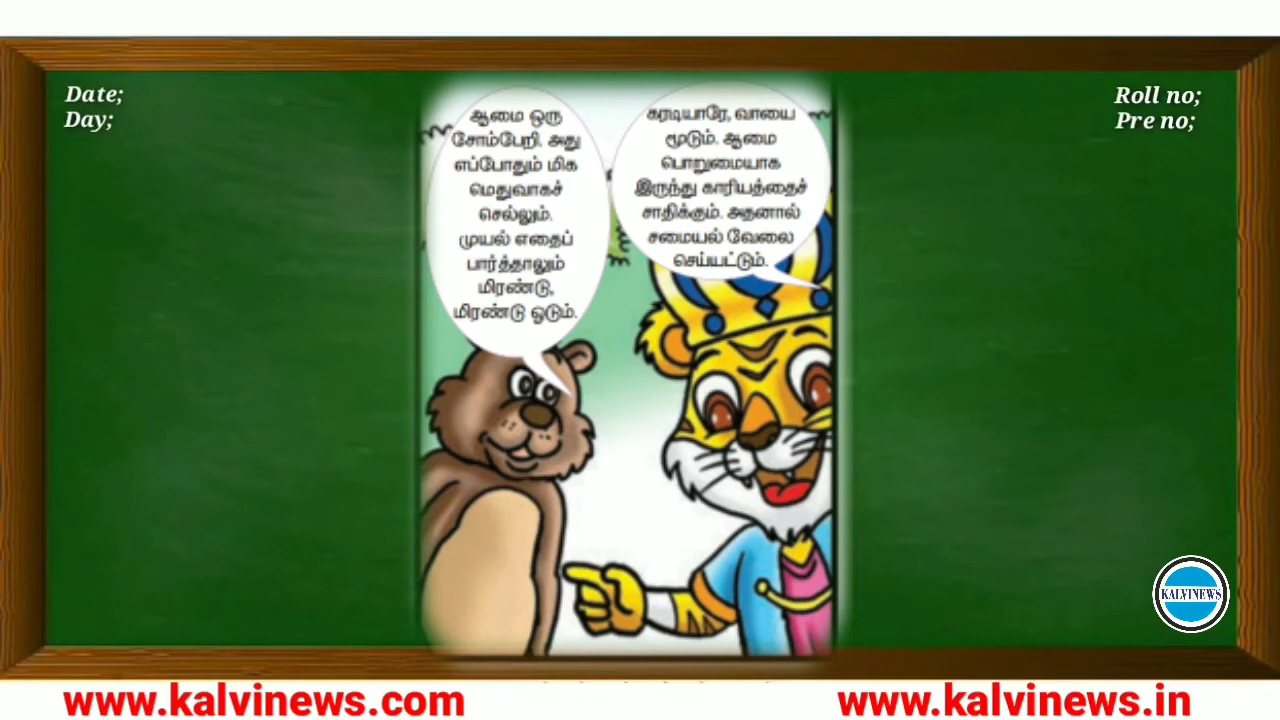 Date;
Day;
Roll no;
Pre no;
ஆமை ஒரு
சோம்பேறி. அது
எப்போதும் மிக
மெதுவாகச்
செல்லும்.
முயல் எதைப்
பார்த்தாலும்
மிரண்டு,
மிரண்டு ஓடும்.
கரடியாரே, வாயை
மூடும். ஆமை
பொறுமையாக
இருந்து காரியத்தைச்
சாதிக்கும். அதனால்
சமையல் வேலை
செய்யட்டும்.
KALVINEWS
www.kalvinews.com
www.kalvinews.in